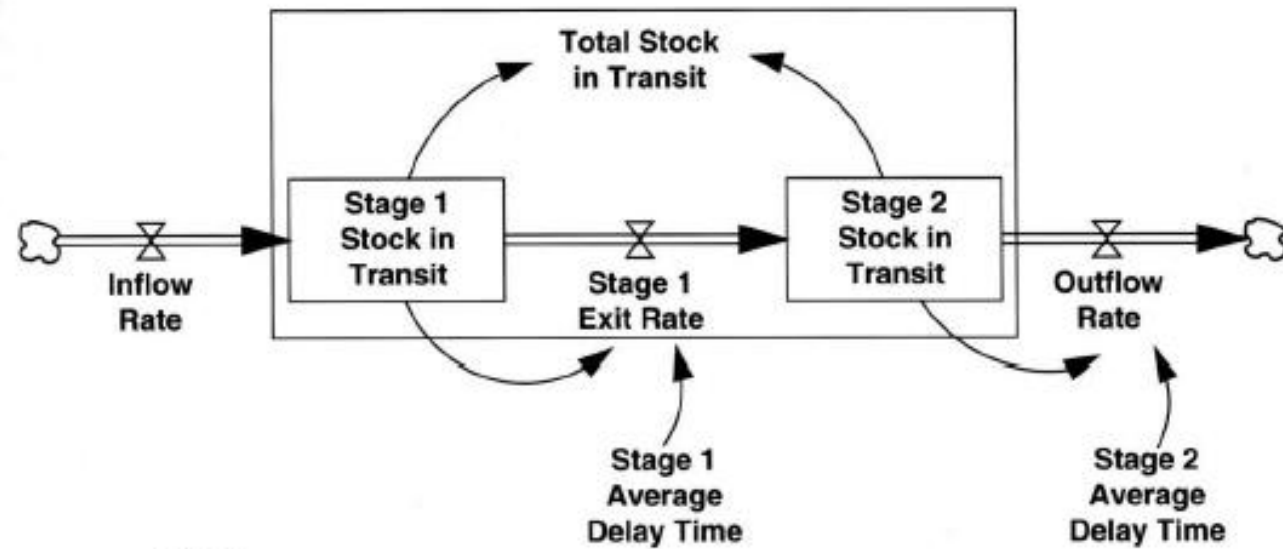 Total Stock
in Transit
Stage 1
Stock in
Transit
Stage 2
Stock in
Transit
Inflow
Rate
Stage 1
Exit Rate
Outflow
Rate
Stage 1
Average
Delay Time
Stage 2
Average
Delay Time